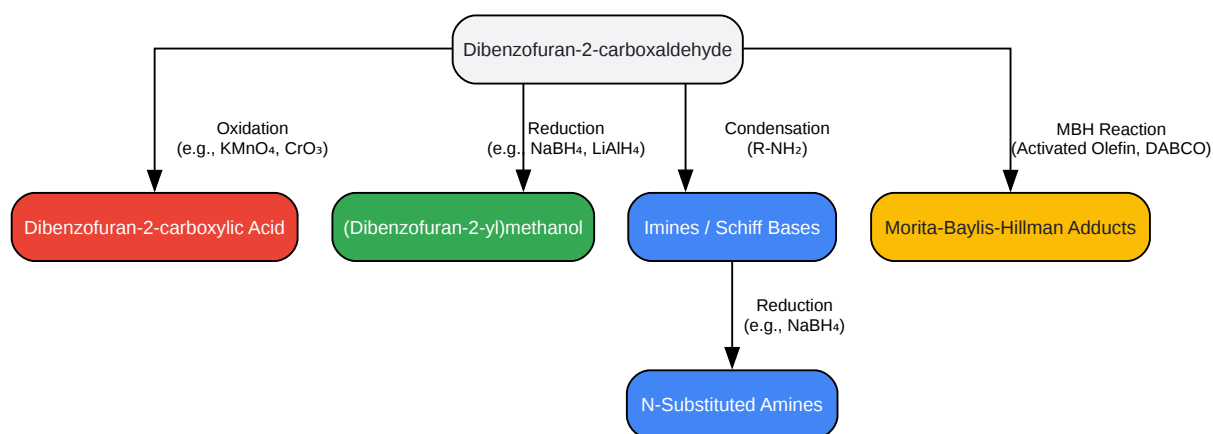 Dibenzofuran-2-carboxaldehyde
Oxidation
(e.g., KMnO₄, CrO₃)
Reduction
(e.g., NaBH₄, LiAlH₄)
Condensation
(R-NH₂)
MBH Reaction
(Activated Olefin, DABCO)
Dibenzofuran-2-carboxylic Acid
(Dibenzofuran-2-yl)methanol
Imines / Schiff Bases
Morita-Baylis-Hillman Adducts
Reduction
(e.g., NaBH₄)
N-Substituted Amines